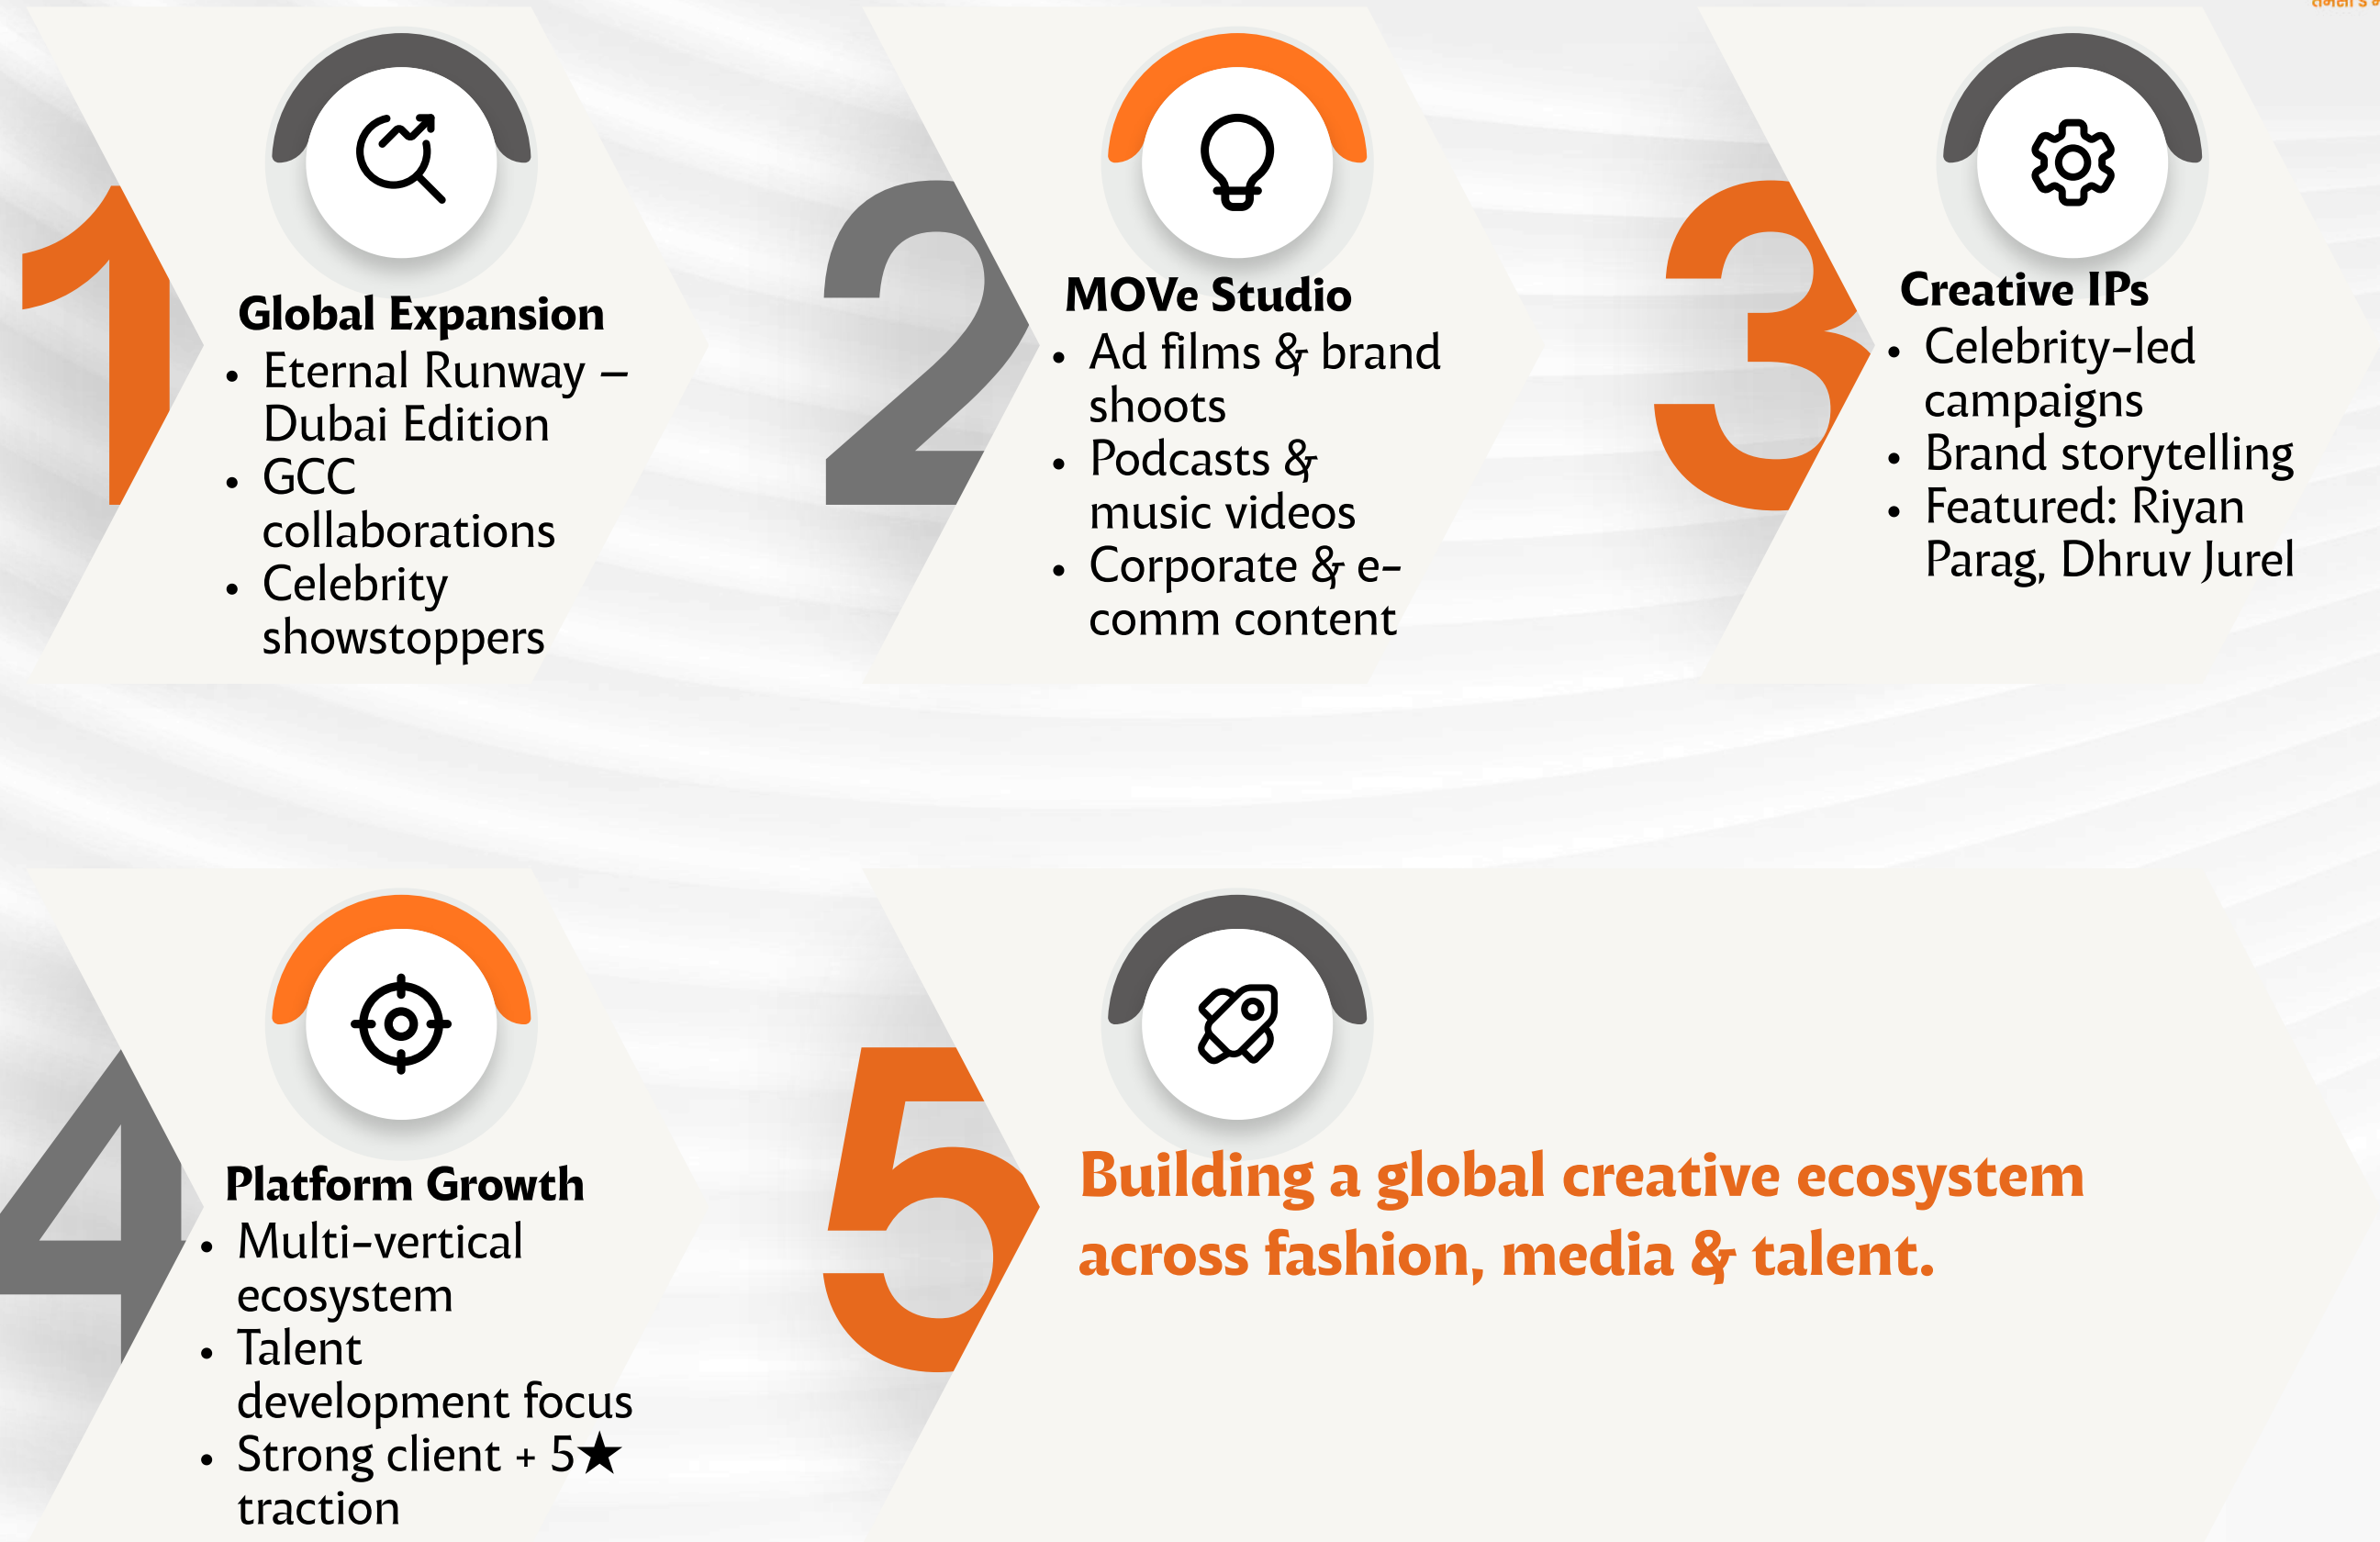 1
Global Expansion
• Eternal Runway –
Dubai Edition
• GCC
collaborations
• Celebrity
showstoppers
2
MOVe Studio
• Ad films & brand
shoots
• Podcasts &
music videos
• Corporate & e-
comm content
3
Creative IPs
• Celebrity-led
campaigns
• Brand storytelling
• Featured: Riyan
Parag, Dhruv Jurel
4
Platform Growth
• Multi-vertical
ecosystem
• Talent
development focus
• Strong client + 5★
traction
5
Building a global creative ecosystem
across fashion, media & talent.